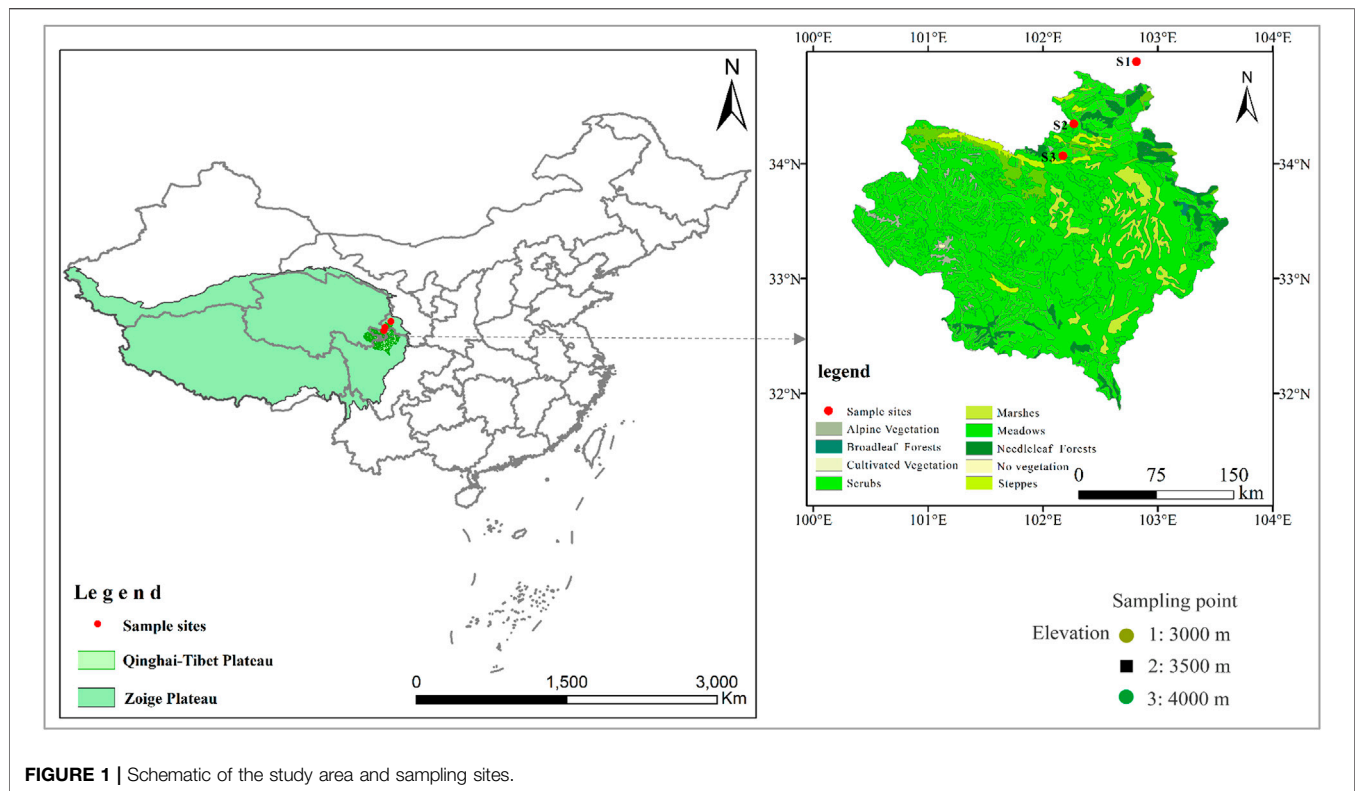 N
Legend
Sample sites
Qinghai-Tibet Plateau
Zoige Plateau
0 1,500 3,000
Km
100°E 101°E 102°E 103°E 104°E
S1
N
S2
34°N 34°N
S3
33°N 33°N
32°N 32°N
legend
Sample sites Marshes
Alpine Vegetation Meadows
Broadleaf Forests Needleleaf Forests
Cultivated Vegetation No vegetation
Scrubs Steppes
0 75 150
km
100°E 101°E 102°E 103°E 104°E
Sampling point
Elevation 1: 3000 m
2: 3500 m
3: 4000 m
FIGURE 1 | Schematic of the study area and sampling sites.